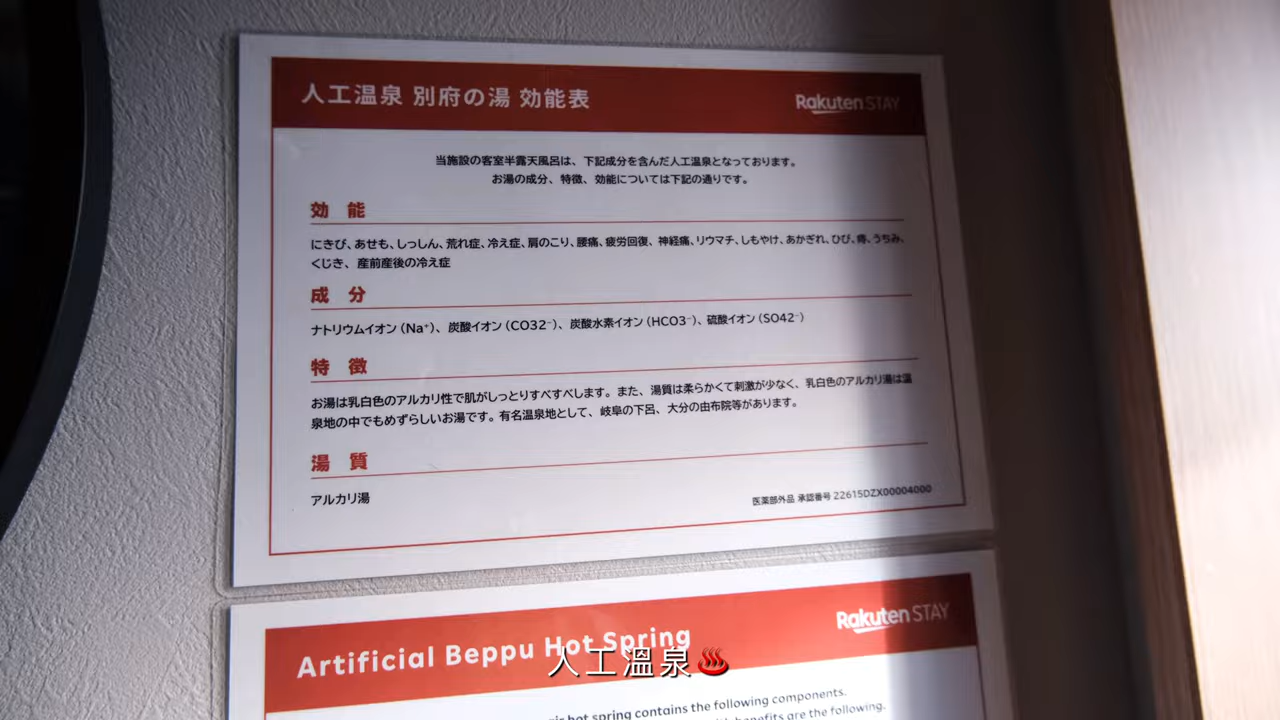 人工温泉 別府の湯 効能表
Rakuten STAY
当施設の客室半露天風呂は、下記成分を含んだ人工温泉となっております。
お湯の成分、特徴、効能については下記の通りです。
効 能
にきび、あせも、しっしん、荒れ症、冷え症、肩のこり、腰痛、疲労回復、神経痛、リウマチ、しもやけ、あかぎれ、ひび、痔、うちみ、
くじき、産前産後の冷え症
成 分
ナトリウムイオン（Na⁺）、炭酸イオン（CO32⁻）、炭酸水素イオン（HCO3⁻）、硫酸イオン（SO42⁻）
特 徴
お湯は乳白色のアルカリ性で肌がしっとりすべすべします。また、湯質は柔らかくて刺激が少なく、乳白色のアルカリ湯は温
泉地の中でもめずらしいお湯です。有名温泉地として、岐阜の下呂、大分の由布院等があります。
湯 質
アルカリ湯
医薬部外品 承認番号 22615DZX00004000
Rakuten STAY
Artificial Beppu Hot Spring
人工溫泉♨
hot spring contains the following components.
benefits are the following.